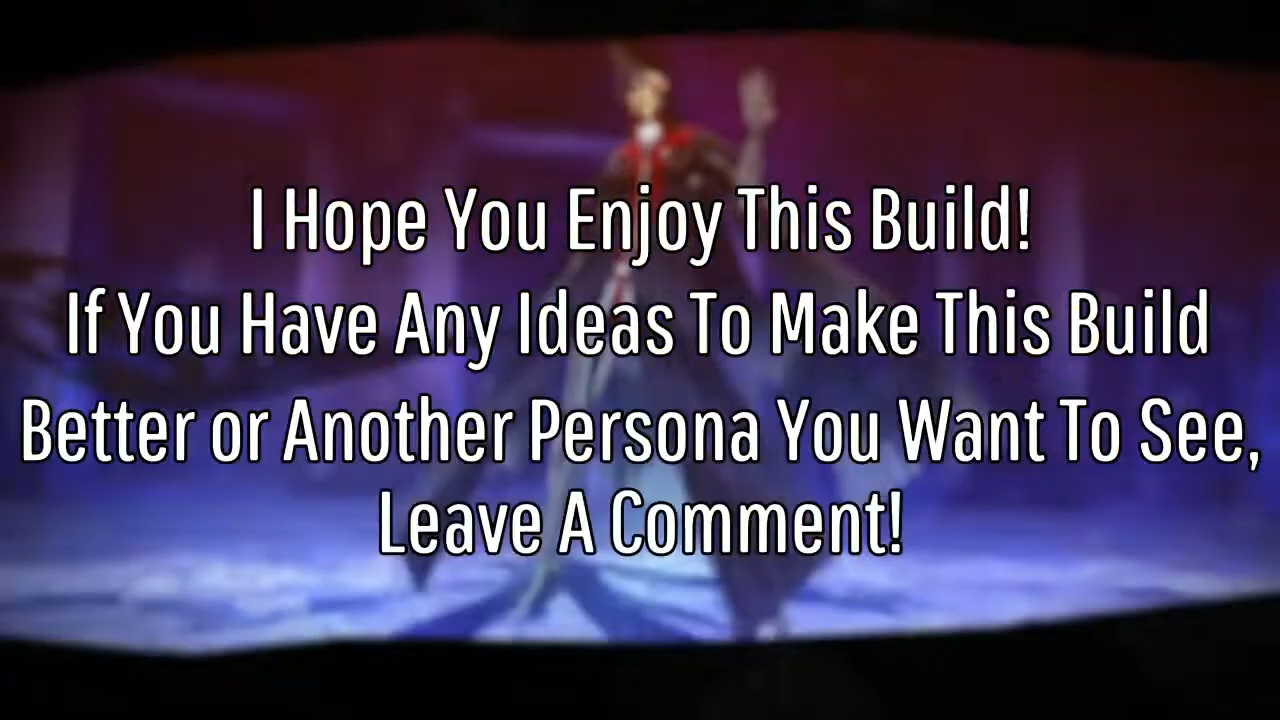 I Hope You Enjoy This Build!
If You Have Any Ideas To Make This Build
Better or Another Persona You Want To See,
Leave A Comment!